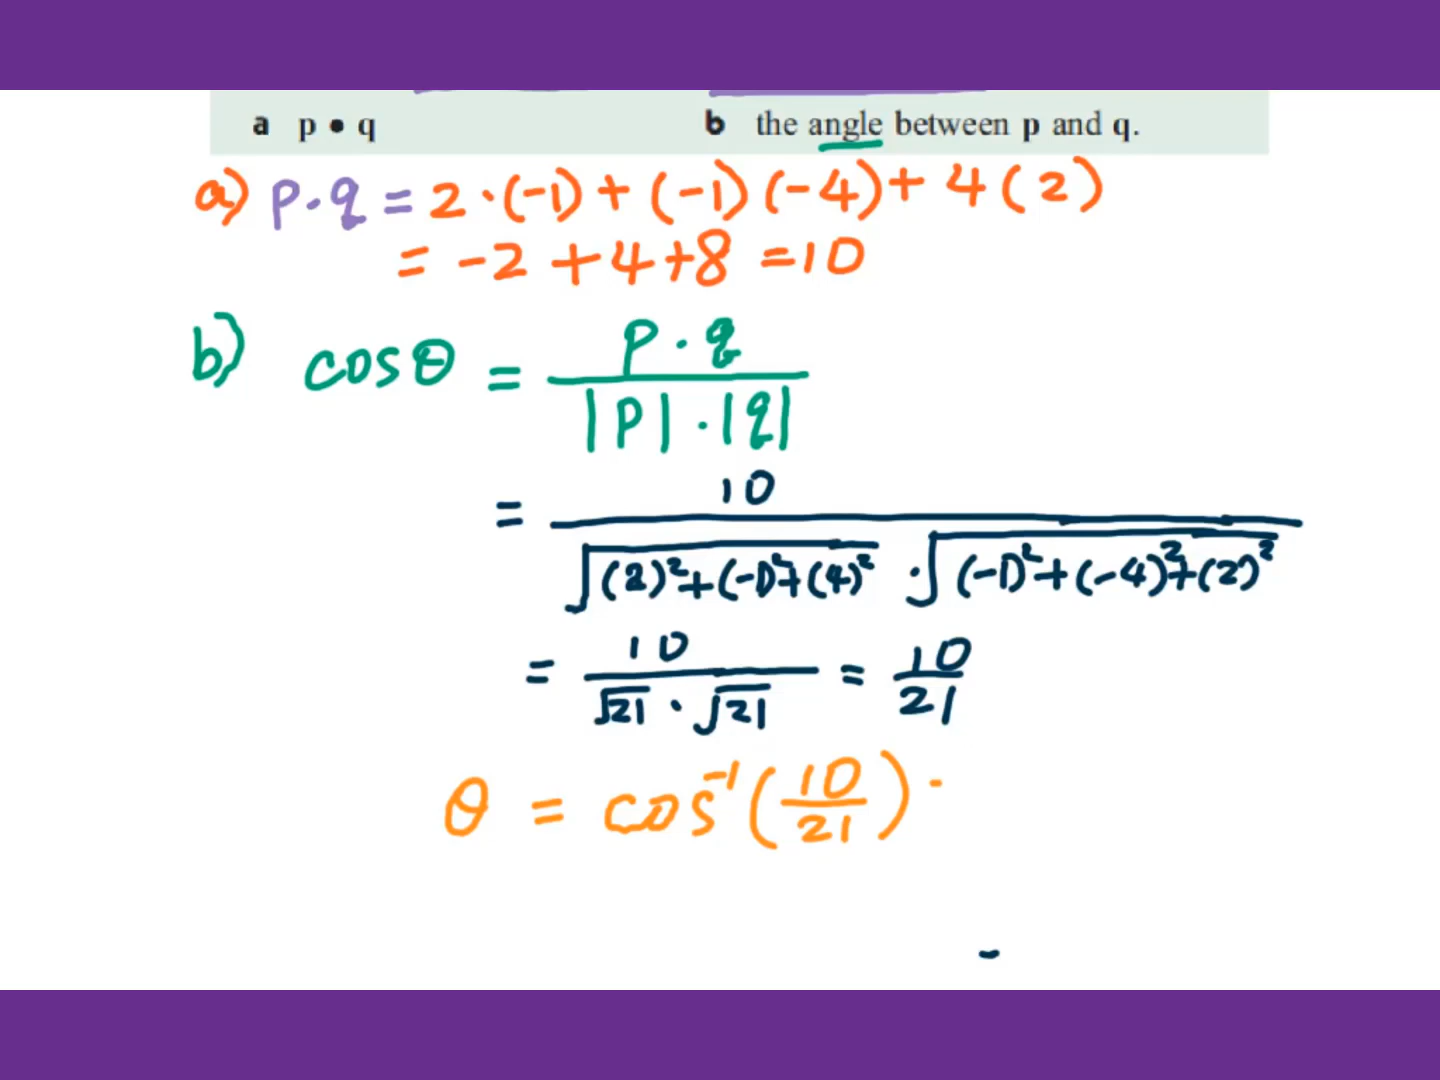 a p • q b the angle between p and q.
a) p · q = 2 · (-1) + (-1) (-4) + 4 (2)
= -2 + 4 + 8 = 10
b) cos θ = p · q / |p| · |q|
= 10 / √(2)² + (-1)² + (4)² · √(-1)² + (-4)² + (2)²
= 10 / √21 · √21 = 10 / 21
θ = cos⁻¹ (10 / 21)